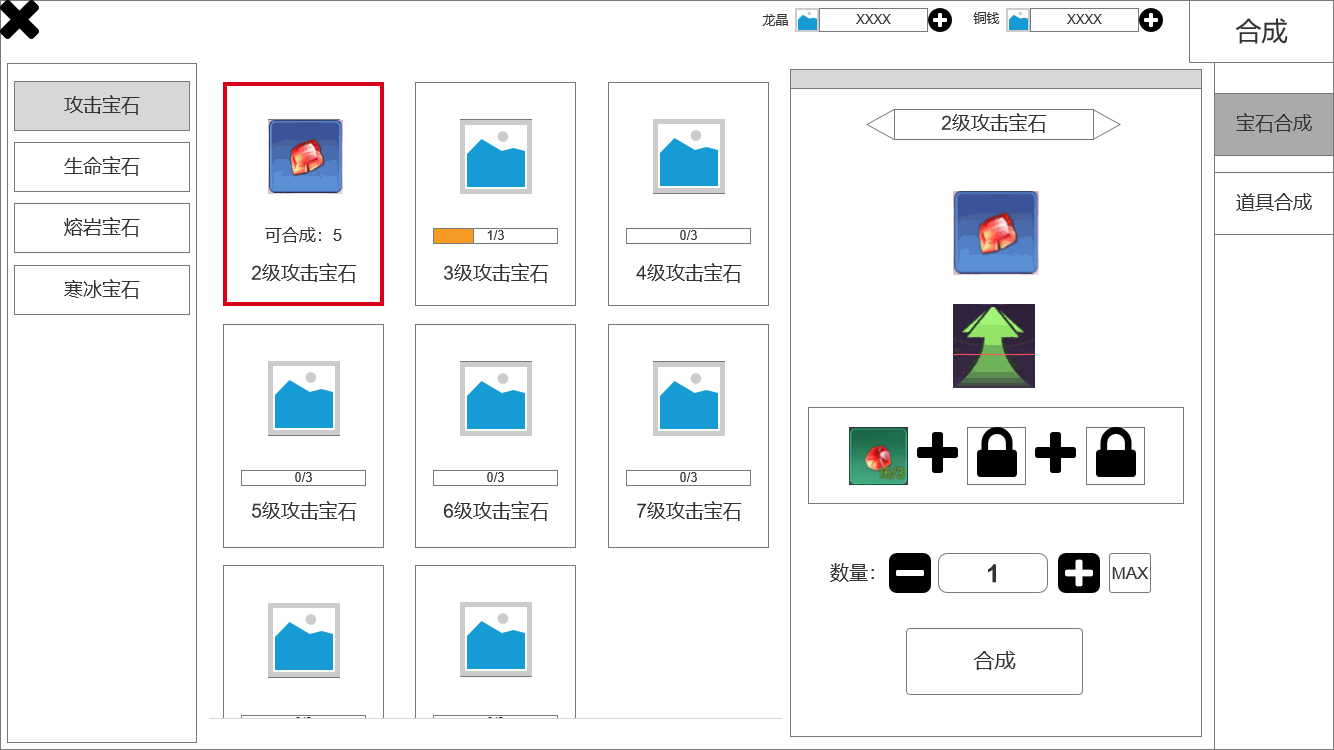 龙晶 XXXX
铜钱 XXXX
合成
攻击宝石
生命宝石
熔岩宝石
寒冰宝石
可合成：5
2级攻击宝石
1/3
3级攻击宝石
0/3
4级攻击宝石
0/3
5级攻击宝石
0/3
6级攻击宝石
0/3
7级攻击宝石
2级攻击宝石
数量：
1
MAX
合成
宝石合成
道具合成